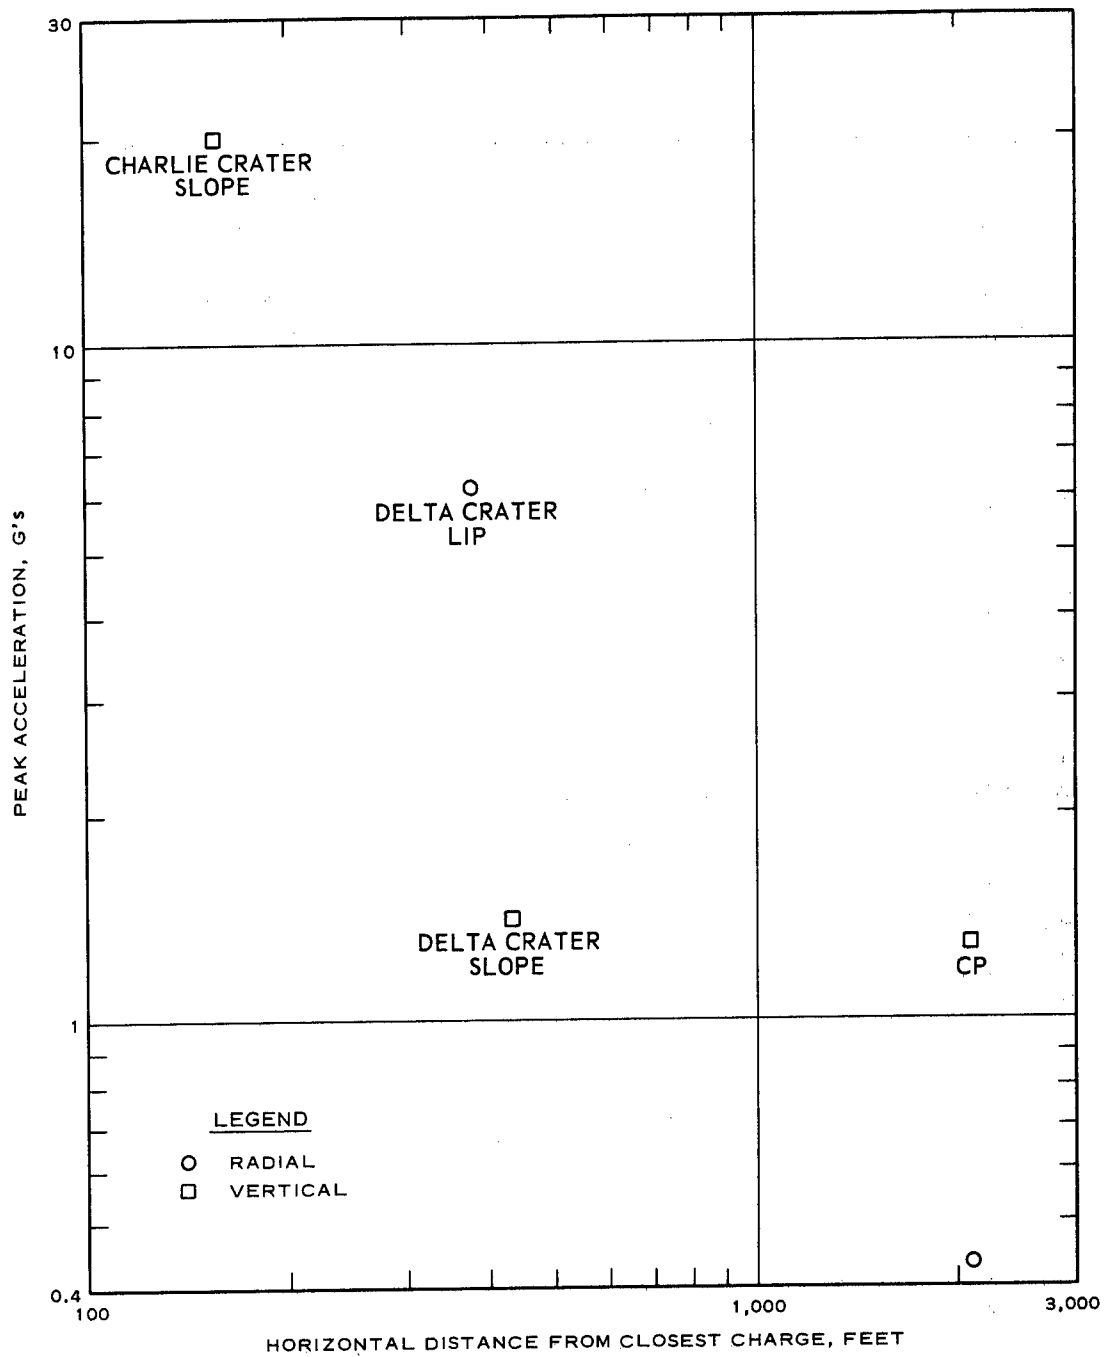 30
CHARLIE CRATER
SLOPE
10
DELTA CRATER
LIP
PEAK ACCELERATION, G's
DELTA CRATER
SLOPE
CP
1
LEGEND
RADIAL
VERTICAL
0.4
100
1,000
3,000
HORIZONTAL DISTANCE FROM CLOSEST CHARGE, FEET